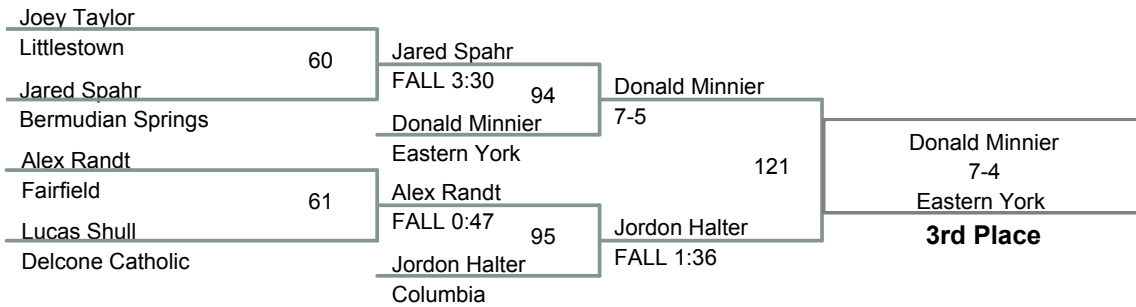 Joey Taylor
Littlestown
60
Jared Spahr
Bermudian Springs
Alex Randt
Fairfield
61
Lucas Shull
Delcone Catholic
Jared Spahr
FALL 3:30
94
Donald Minnier
Eastern York
Alex Randt
FALL 0:47
95
Jordon Halter
Columbia
Donald Minnier
7-5
121
Jordon Halter
FALL 1:36
Donald Minnier
7-4
Eastern York
3rd Place